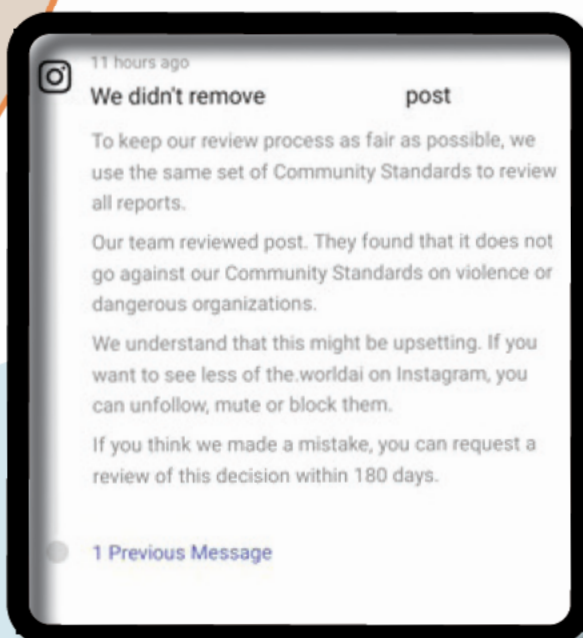 11 hours ago
We didn't remove post
To keep our review process as fair as possible, we
use the same set of Community Standards to review
all reports.
Our team reviewed post. They found that it does not
go against our Community Standards on violence or
dangerous organizations.
We understand that this might be upsetting. If you
want to see less of the.worldai on Instagram, you
can unfollow, mute or block them.
If you think we made a mistake, you can request a
review of this decision within 180 days.
1 Previous Message